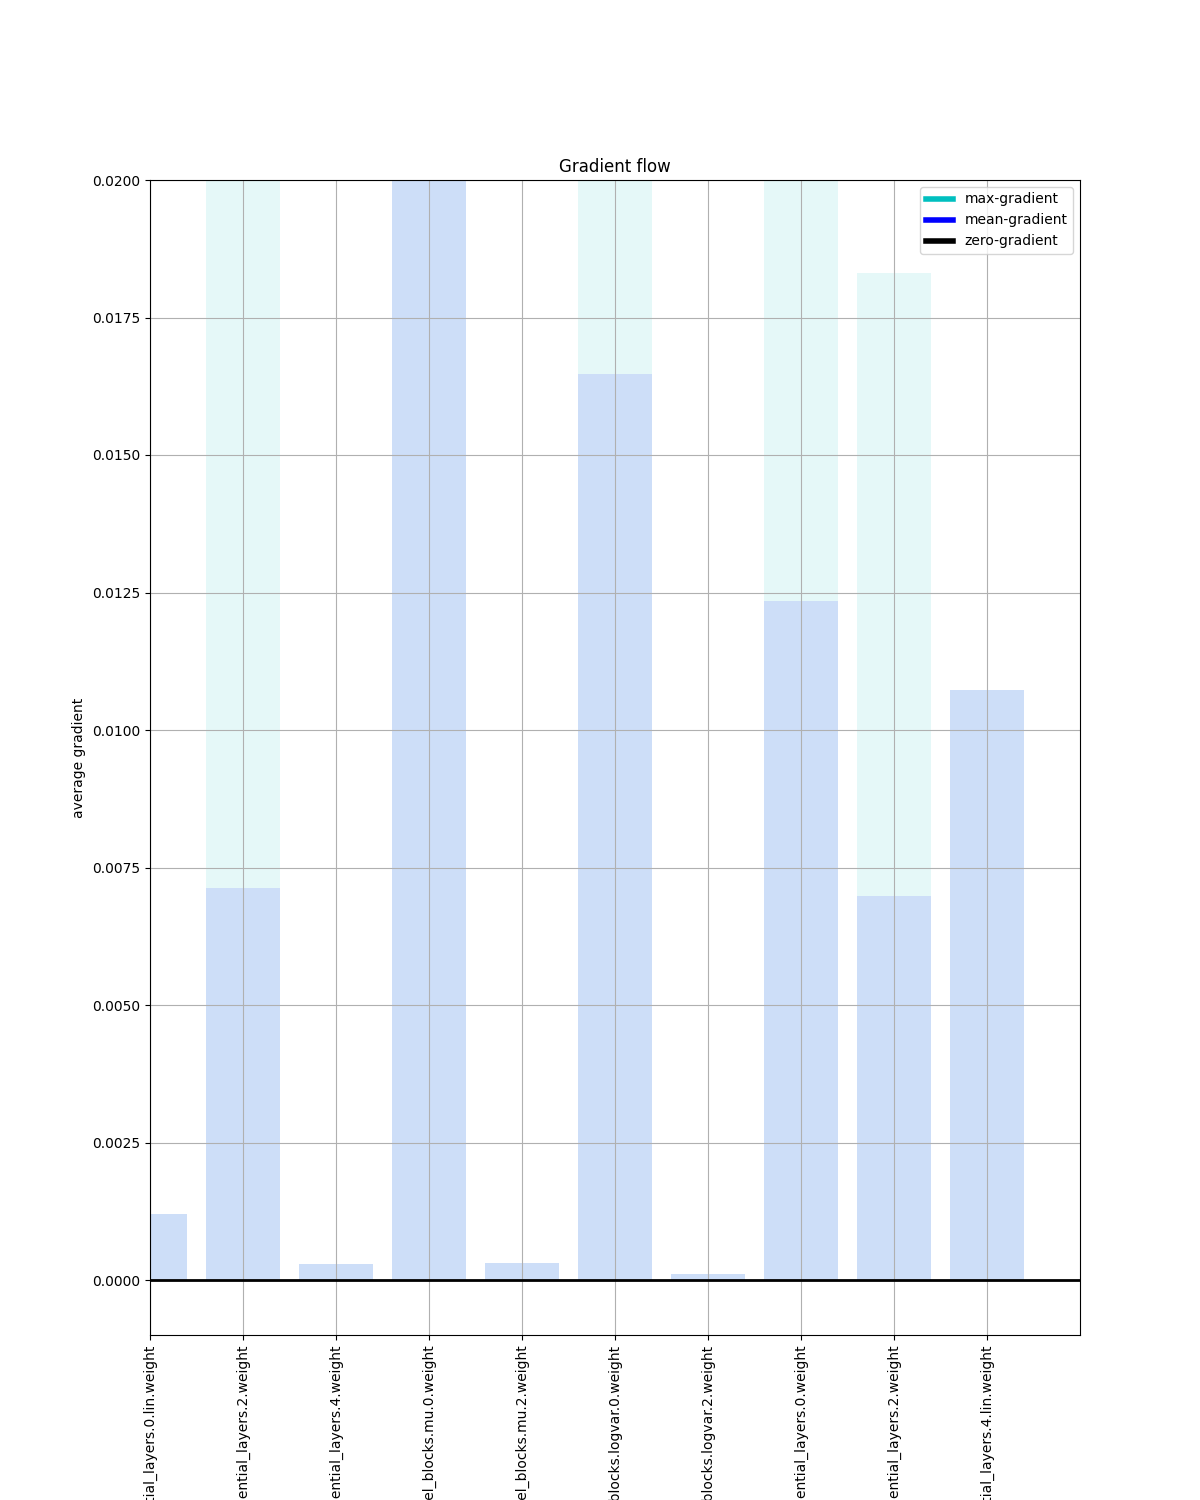 Gradient flow
max-gradient
mean-gradient
zero-gradient
0.0200
0.0175
0.0150
0.0125
0.0100
0.0075
0.0050
0.0025
0.0000
average gradient
tial_layers.0.lin.weight
ential_layers.2.weight
ential_layers.4.weight
el_blocks.mu.0.weight
el_blocks.mu.2.weight
blocks.logvar.0.weight
blocks.logvar.2.weight
ential_layers.0.weight
ential_layers.2.weight
tial_layers.4.lin.weight